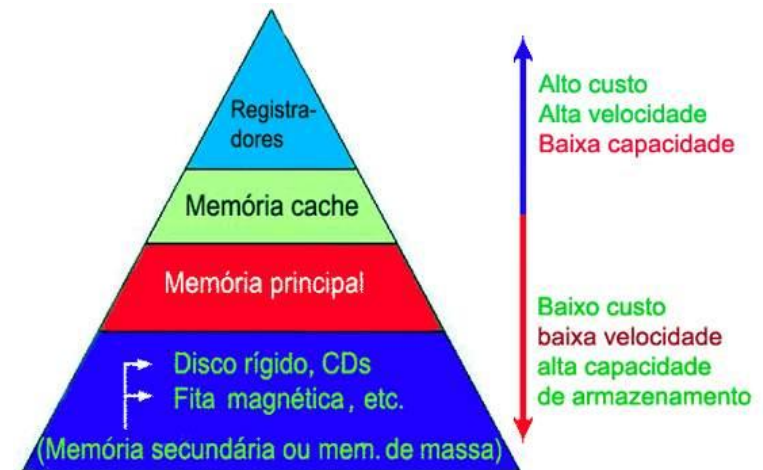 Registra-
dores
Memória cache
Memória principal
Disco rígido, CDs
Fita magnética, etc.
(Memória secundária ou mem. de massa)
Alto custo
Alta velocidade
Baixa capacidade
Baixo custo
baixa velocidade
alta capacidade
de armazenamento